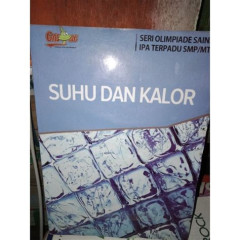 SERI OLIMPIADE SAIN
IPA TERPADU SMP/MT
SUHU DAN KALOR